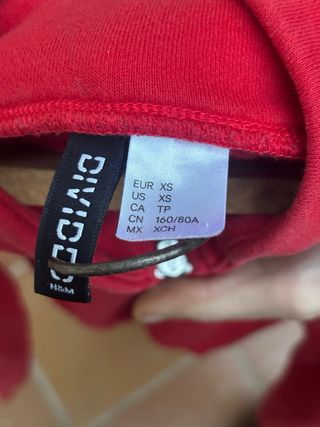 DIVIDED
H&M
EUR XS
US XS
CA TP
CN 160/80A
MX XCH